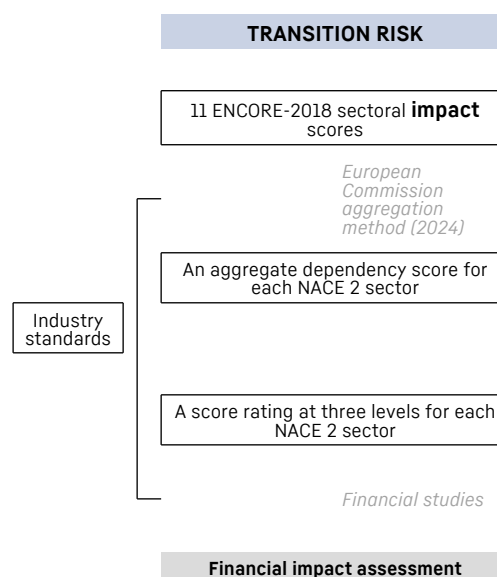 TRANSITION RISK
11 ENCORE-2018 sectoral impact
scores
European
Commission
aggregation
method (2024)
An aggregate dependency score for
each NACE 2 sector
Industry
standards
A score rating at three levels for each
NACE 2 sector
Financial studies
Financial impact assessment